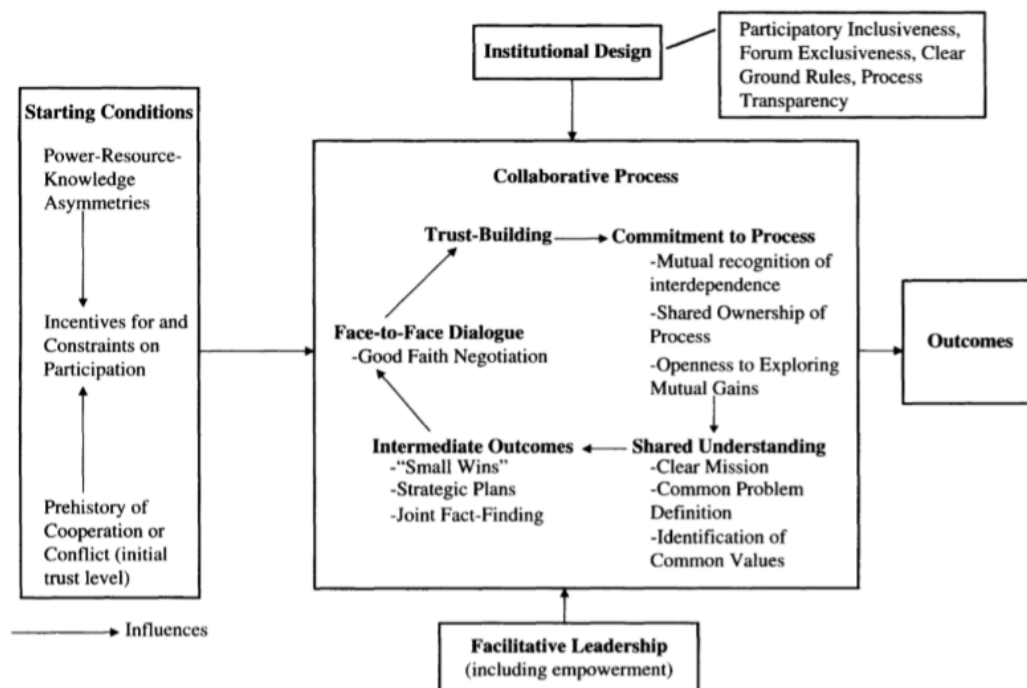 Institutional Design
Participatory Inclusiveness,
Forum Exclusiveness, Clear
Ground Rules, Process
Transparency
Starting Conditions
Power-Resource-
Knowledge
Asymmetries
Incentives for and
Constraints on
Participation
Prehistory of
Cooperation or
Conflict (initial
trust level)
Influences
Collaborative Process
Trust-Building
Commitment to Process
-Mutual recognition of
interdependence
-Shared Ownership of
Process
-Openness to Exploring
Mutual Gains
Face-to-Face Dialogue
-Good Faith Negotiation
Intermediate Outcomes
-“Small Wins”
-Strategic Plans
-Joint Fact-Finding
Shared Understanding
-Clear Mission
-Common Problem
Definition
-Identification of
Common Values
Outcomes
Facilitative Leadership
(including empowerment)